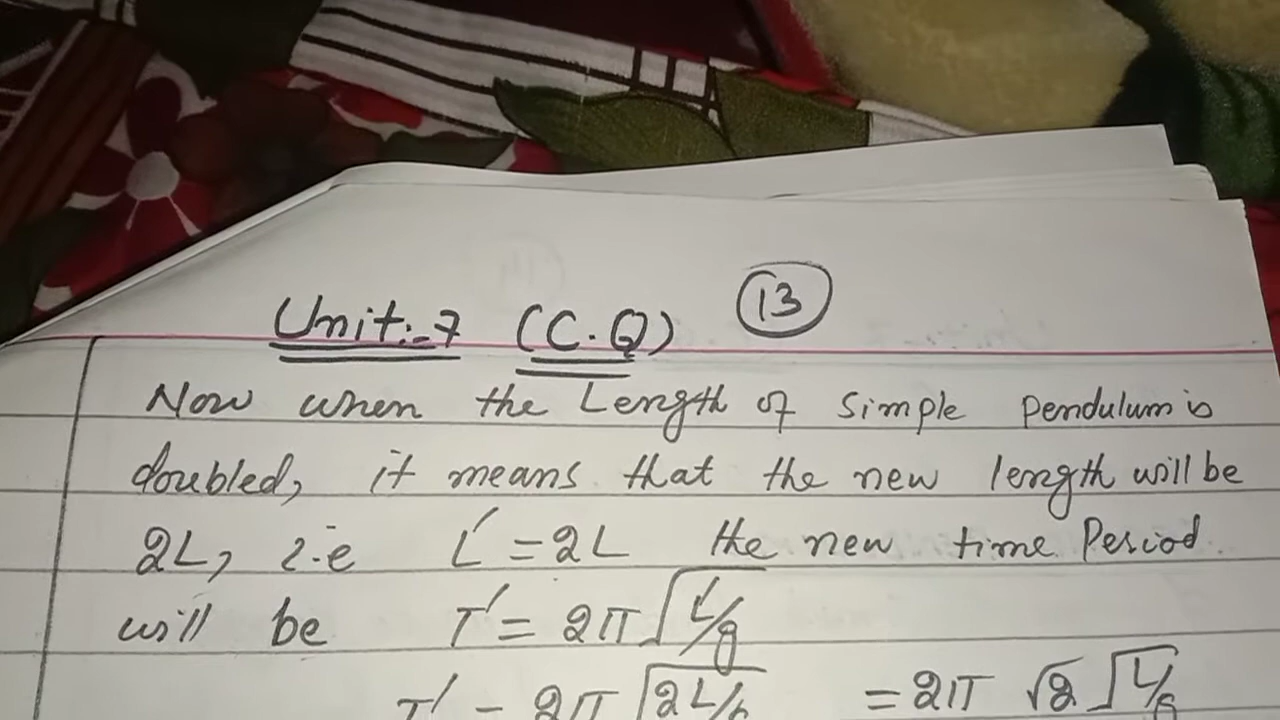 Unit:-7 (C.Q) 13
Now when the Length of simple pendulum is
doubled, it means that the new length will be
2L, i.e L' = 2L the new time Period
will be T' = 2π√L'/g
T' = 2π√2L/g = 2π √2 √L/g